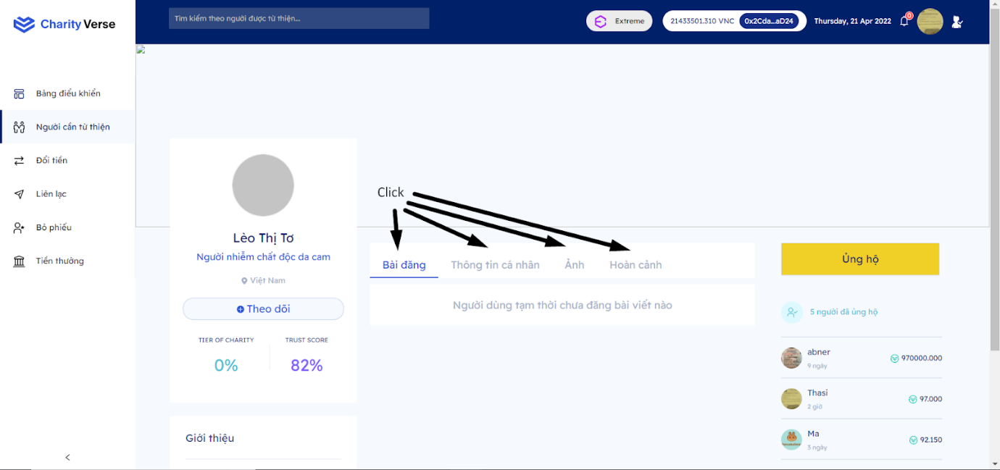 Charity Verse
Tìm kiếm theo người được từ thiện...
Extreme
21433501.310 VNC
0x2Cda...aD24
Thursday, 21 Apr 2022
0
Bảng điều khiển
Người cần từ thiện
Đổi tiền
Liên lạc
Bỏ phiếu
Tiền thưởng
Lèo Thị Tơ
Người nhiễm chất độc da cam
Việt Nam
Theo dõi
TIER OF CHARITY
0%
TRUST SCORE
82%
Giới thiệu
Click
Bài đăng
Thông tin cá nhân
Ảnh
Hoàn cảnh
Người dùng tạm thời chưa đăng bài viết nào
Ủng hộ
5 người đã ủng hộ
abner
9 ngày
970000.000
Thasi
2 giờ
97.000
Ma
3 ngày
92.150